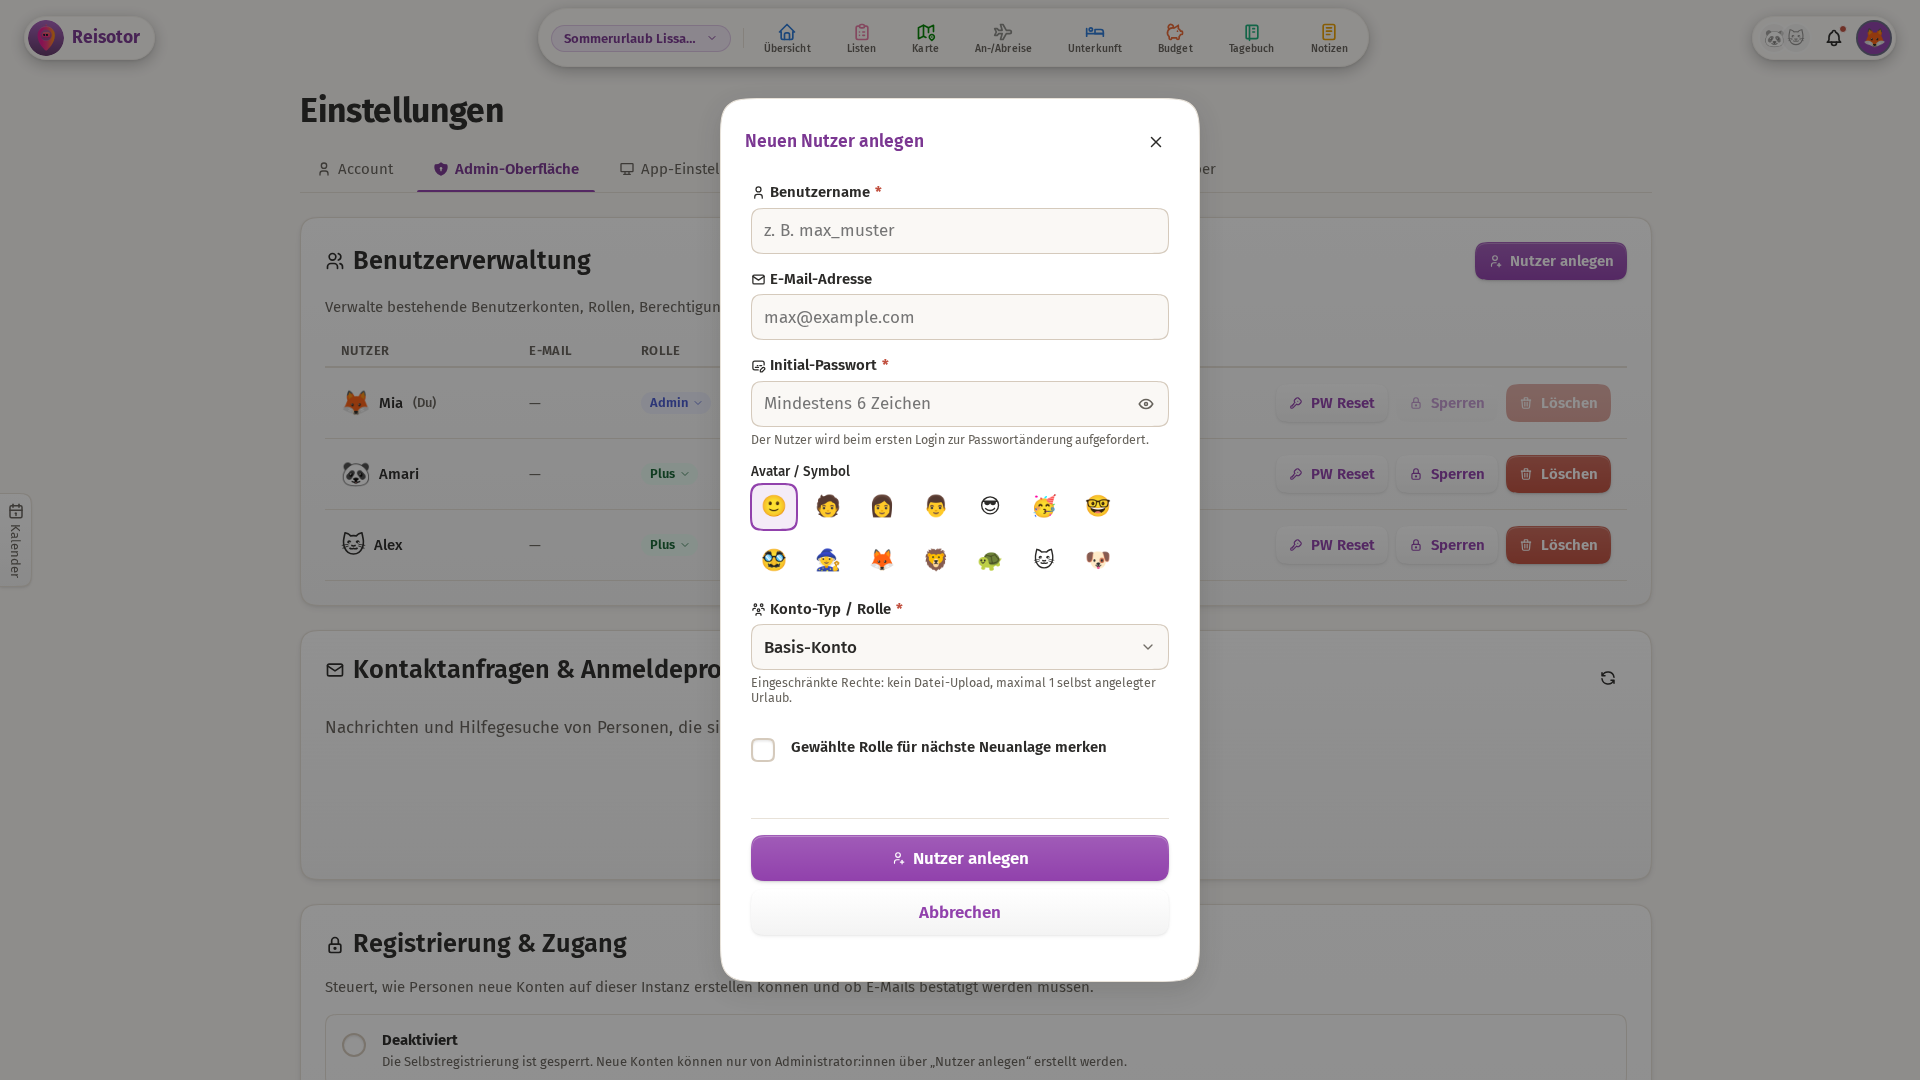 Reisotor
Sommerurlaub Lissa...
Übersicht
Listen
Karte
An-/Abreise
Unterkunft
Budget
Tagebuch
Notizen
Einstellungen
Account
Admin-Oberfläche
App-Einstel
Kalender
Benutzerverwaltung
Nutzer anlegen
Verwalte bestehende Benutzerkonten, Rollen, Berechtigun
NUTZER
E-MAIL
ROLLE
Mia (Du)
—
Admin
PW Reset
Sperren
Löschen
Amari
—
Plus
PW Reset
Sperren
Löschen
Alex
—
Plus
PW Reset
Sperren
Löschen
Kontaktanfragen & Anmeldepro
Nachrichten und Hilfegesuche von Personen, die si
Registrierung & Zugang
Steuert, wie Personen neue Konten auf dieser Instanz erstellen können und ob E-Mails bestätigt werden müssen.
Deaktiviert
Die Selbstregistrierung ist gesperrt. Neue Konten können nur von Administrator:innen über „Nutzer anlegen“ erstellt werden.
Neuen Nutzer anlegen
Benutzername *
z. B. max_muster
E-Mail-Adresse
max@example.com
Initial-Passwort *
Mindestens 6 Zeichen
Der Nutzer wird beim ersten Login zur Passwortänderung aufgefordert.
Avatar / Symbol
Konto-Typ / Rolle *
Basis-Konto
Eingeschränkte Rechte: kein Datei-Upload, maximal 1 selbst angelegter
Urlaub.
Gewählte Rolle für nächste Neuanlage merken
Nutzer anlegen
Abbrechen